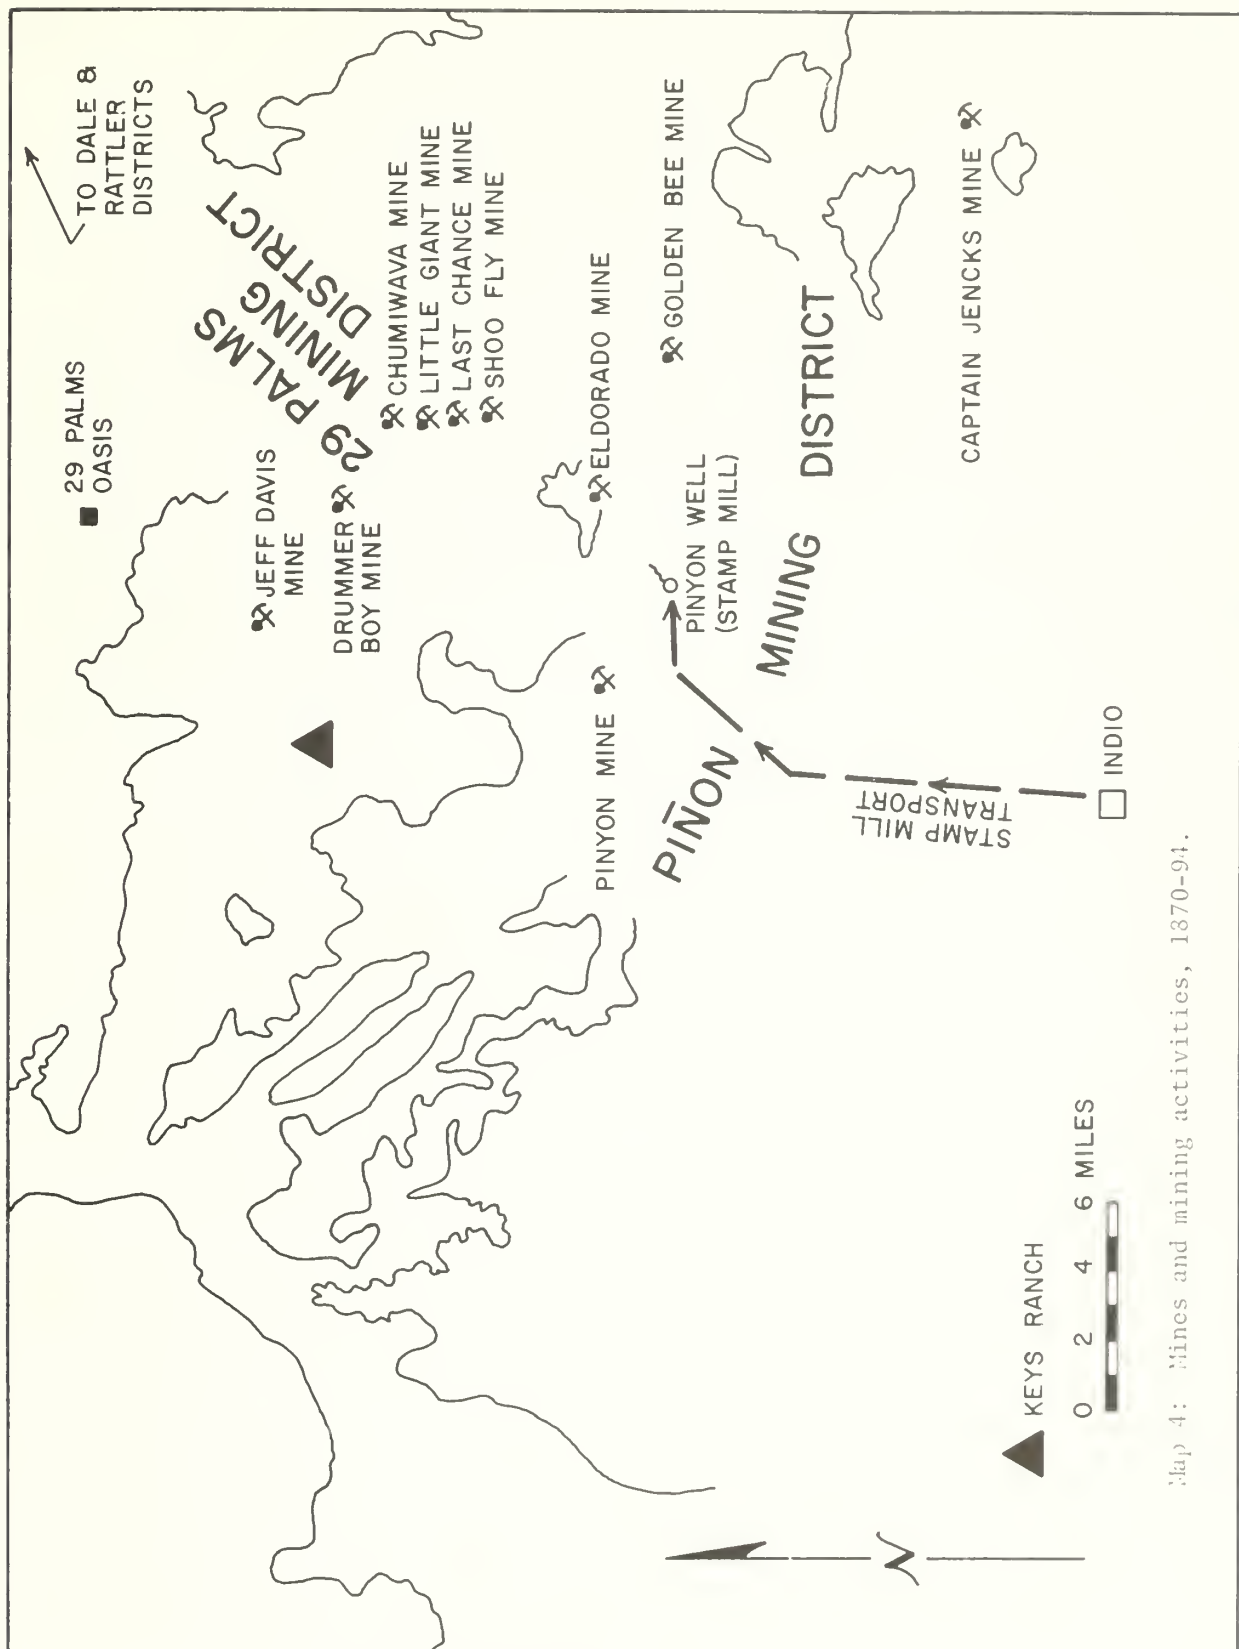 TO DALE &
RATTLER
DISTRICTS
29 PALMS
OASIS
29 PALMS
MINING
DISTRICT
JEFF DAVIS
MINE
DRUMMER
BOY MINE
CHUMIWAVA MINE
LITTLE GIANT MINE
LAST CHANCE MINE
SHOO FLY MINE
ELDORADO MINE
PINYON MINE
GOLDEN BEE MINE
PINYON WELL
(STAMP MILL)
PIÑON MINING DISTRICT
CAPTAIN JENCKS MINE
STAMP MILL
TRANSPORT
INDIO
N
KEYS RANCH
0 2 4 6 MILES
Map 4: Mines and mining activities, 1870-94.